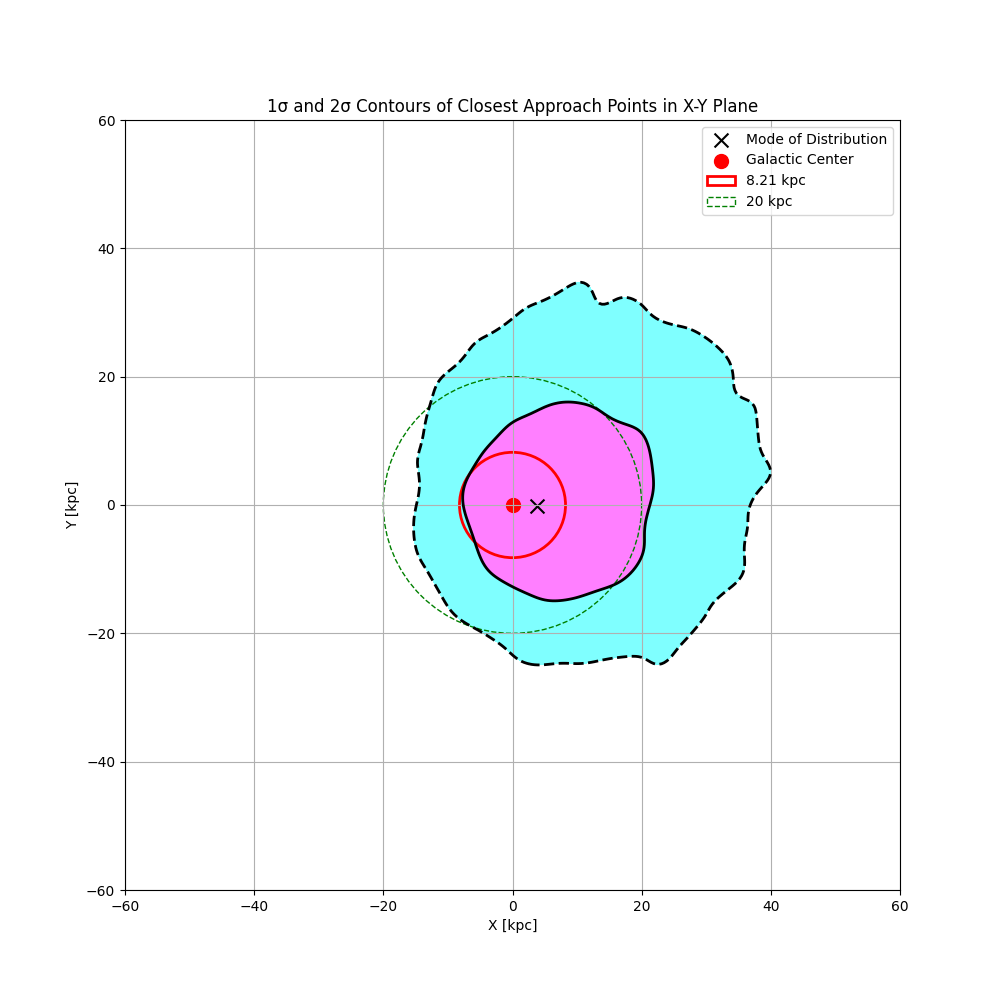 1σ and 2σ Contours of Closest Approach Points in X-Y Plane
Mode of Distribution
Galactic Center
8.21 kpc
20 kpc
60
40
20
0
−20
−40
−60
Y [kpc]
−60 −40 −20 0 20 40 60
X [kpc]